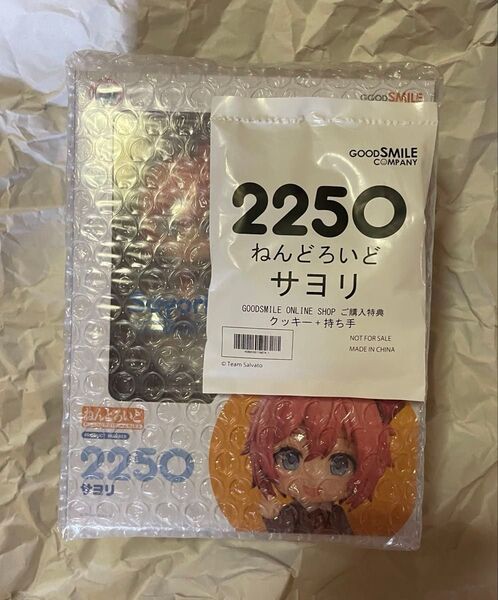 GOODSMILE
GOODSMILE
COMPANY
2250
ねんどろいど
サヨリ
GOODSMILE ONLINE SHOP ご購入特典
クッキー+持ち手
NOT FOR SALE
MADE IN CHINA
© Team Salvato
ねんどろいど
2250
サヨリ